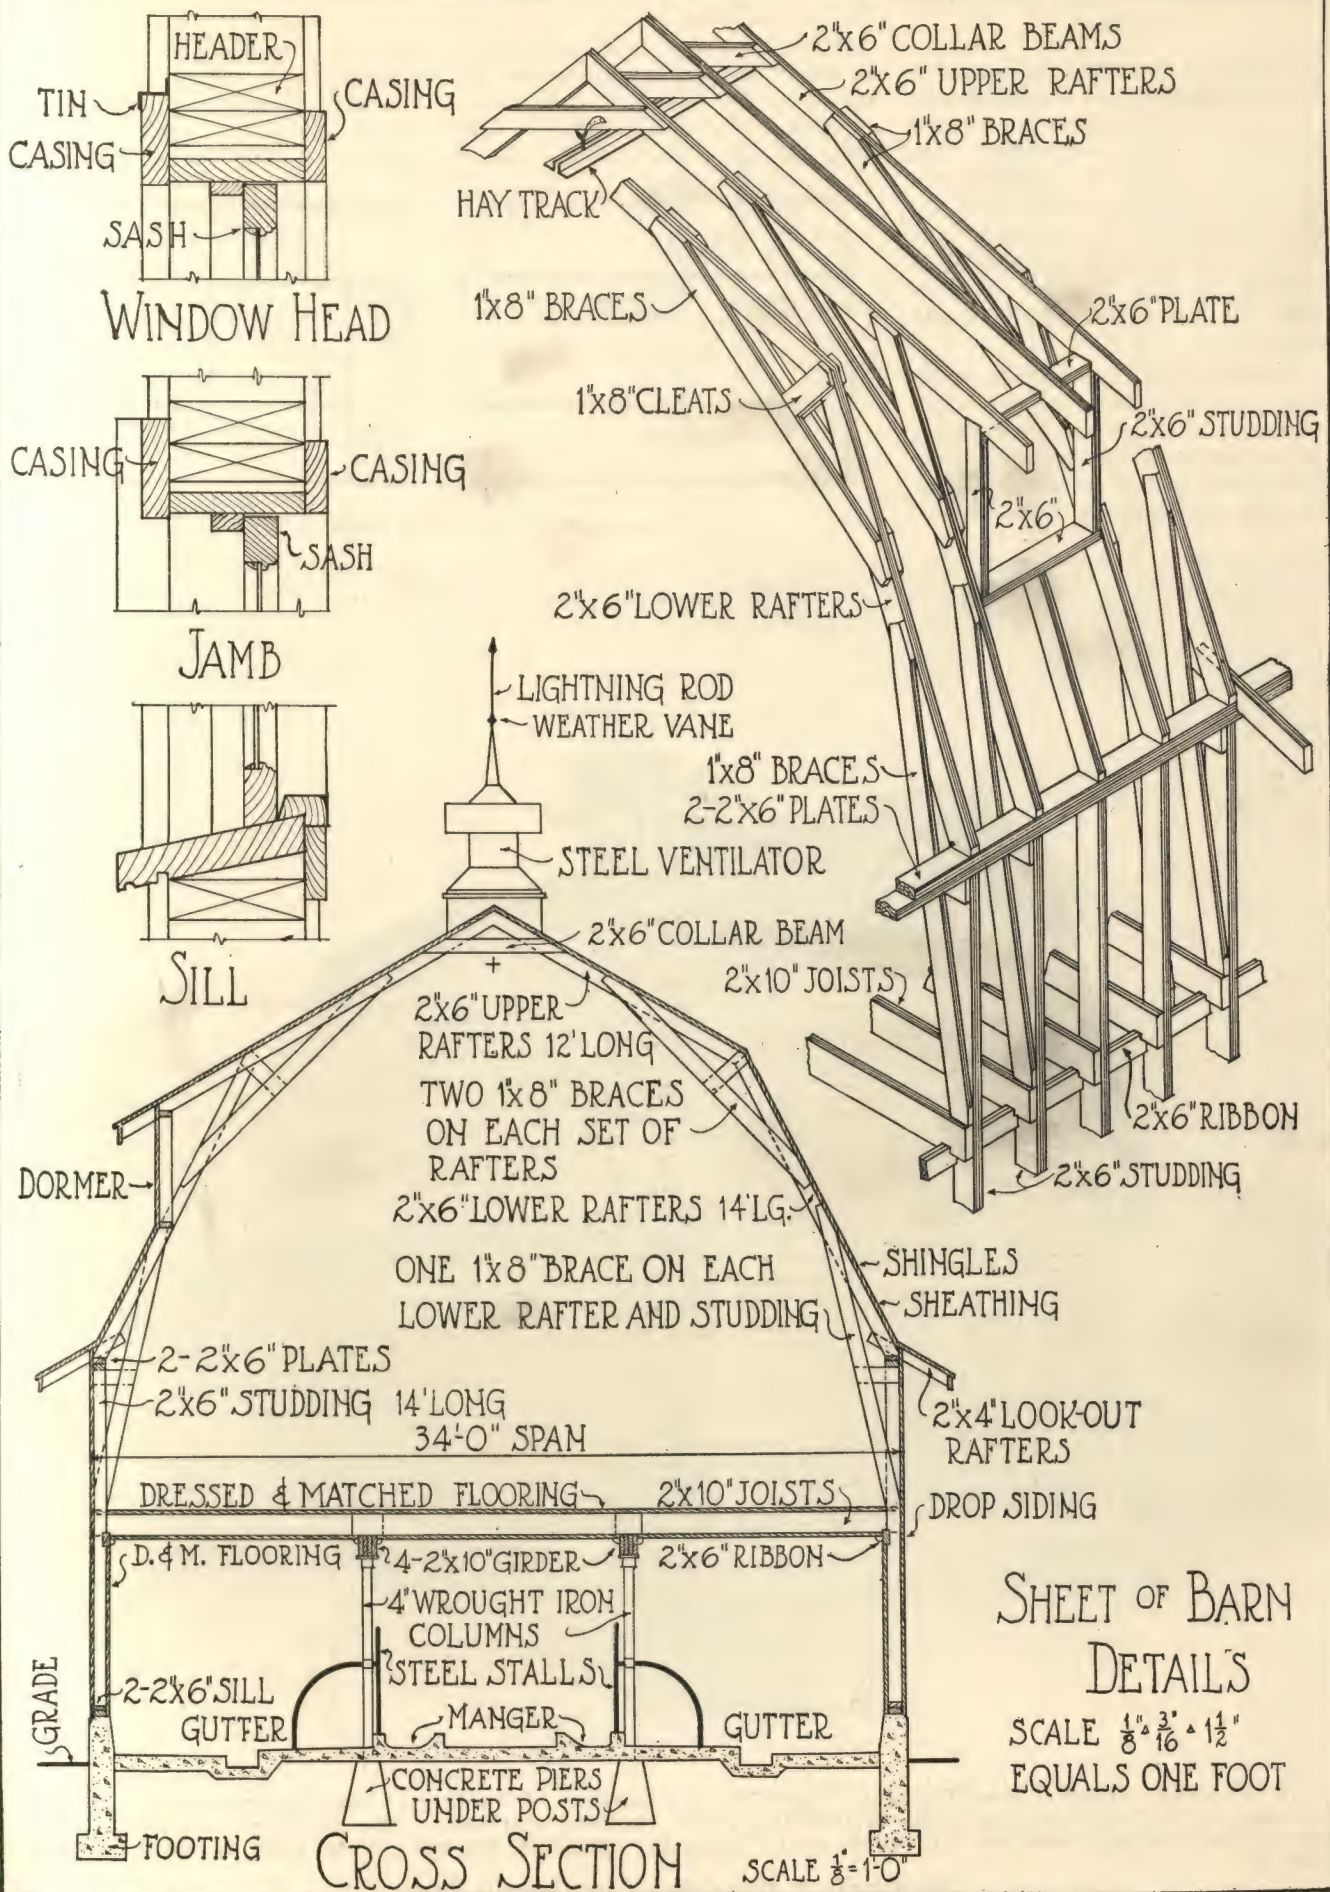 HEADER
TIN
CASING
CASING
SASH
WINDOW HEAD
CASING
CASING
SASH
JAMB
SILL
2"X6" COLLAR BEAMS
2"X6" UPPER RAFTERS
1"X8" BRACES
HAY TRACK
1"X8" BRACES
2"X6" PLATE
1"X8" CLEATS
2"X6" STUDDING
2"X6"
2"X6" LOWER RAFTERS
1"X8" BRACES
2-2"X6" PLATES
2"X10" JOISTS
2"X6" RIBBON
2"X6" STUDDING
LIGHTNING ROD
WEATHER VANE
STEEL VENTILATOR
2"X6" COLLAR BEAM
2"X6" UPPER
RAFTERS 12' LONG
TWO 1"X8" BRACES
ON EACH SET OF
RAFTERS
DORMER
2"X6" LOWER RAFTERS 14' LG.
ONE 1"X8" BRACE ON EACH
LOWER RAFTER AND STUDDING
SHINGLES
SHEATHING
2-2"X6" PLATES
2"X6" STUDDING 14' LONG
34'-0" SPAN
2"X4" LOOK-OUT
RAFTERS
DRESSED & MATCHED FLOORING
2"X10" JOISTS
DROP SIDING
D. & M. FLOORING
4-2"X10" GIRDER
2"X6" RIBBON
4" WROUGHT IRON
COLUMNS
STEEL STALLS
GRADE
2-2"X6" SILL
GUTTER
MANGER
GUTTER
CONCRETE PIERS
UNDER POSTS
FOOTING
CROSS SECTION
SCALE 1/8" = 1'-0"
SHEET OF BARN
DETAILS
SCALE 1/8" ▵ 3/16" ▵ 1 1/2"
EQUALS ONE FOOT